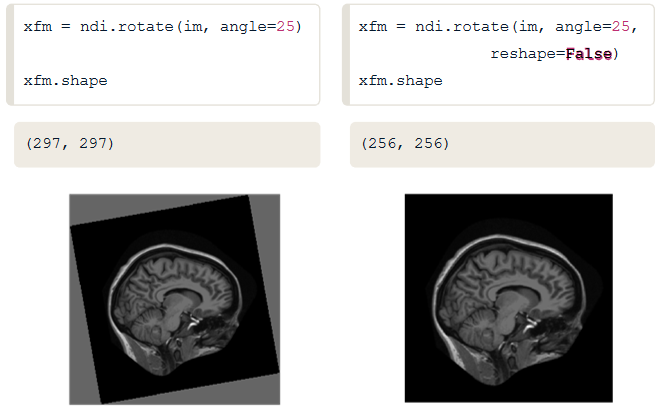 xfm = ndi.rotate(im, angle=25)
xfm.shape
(297, 297)
xfm = ndi.rotate(im, angle=25,
reshape=False)
xfm.shape
(256, 256)